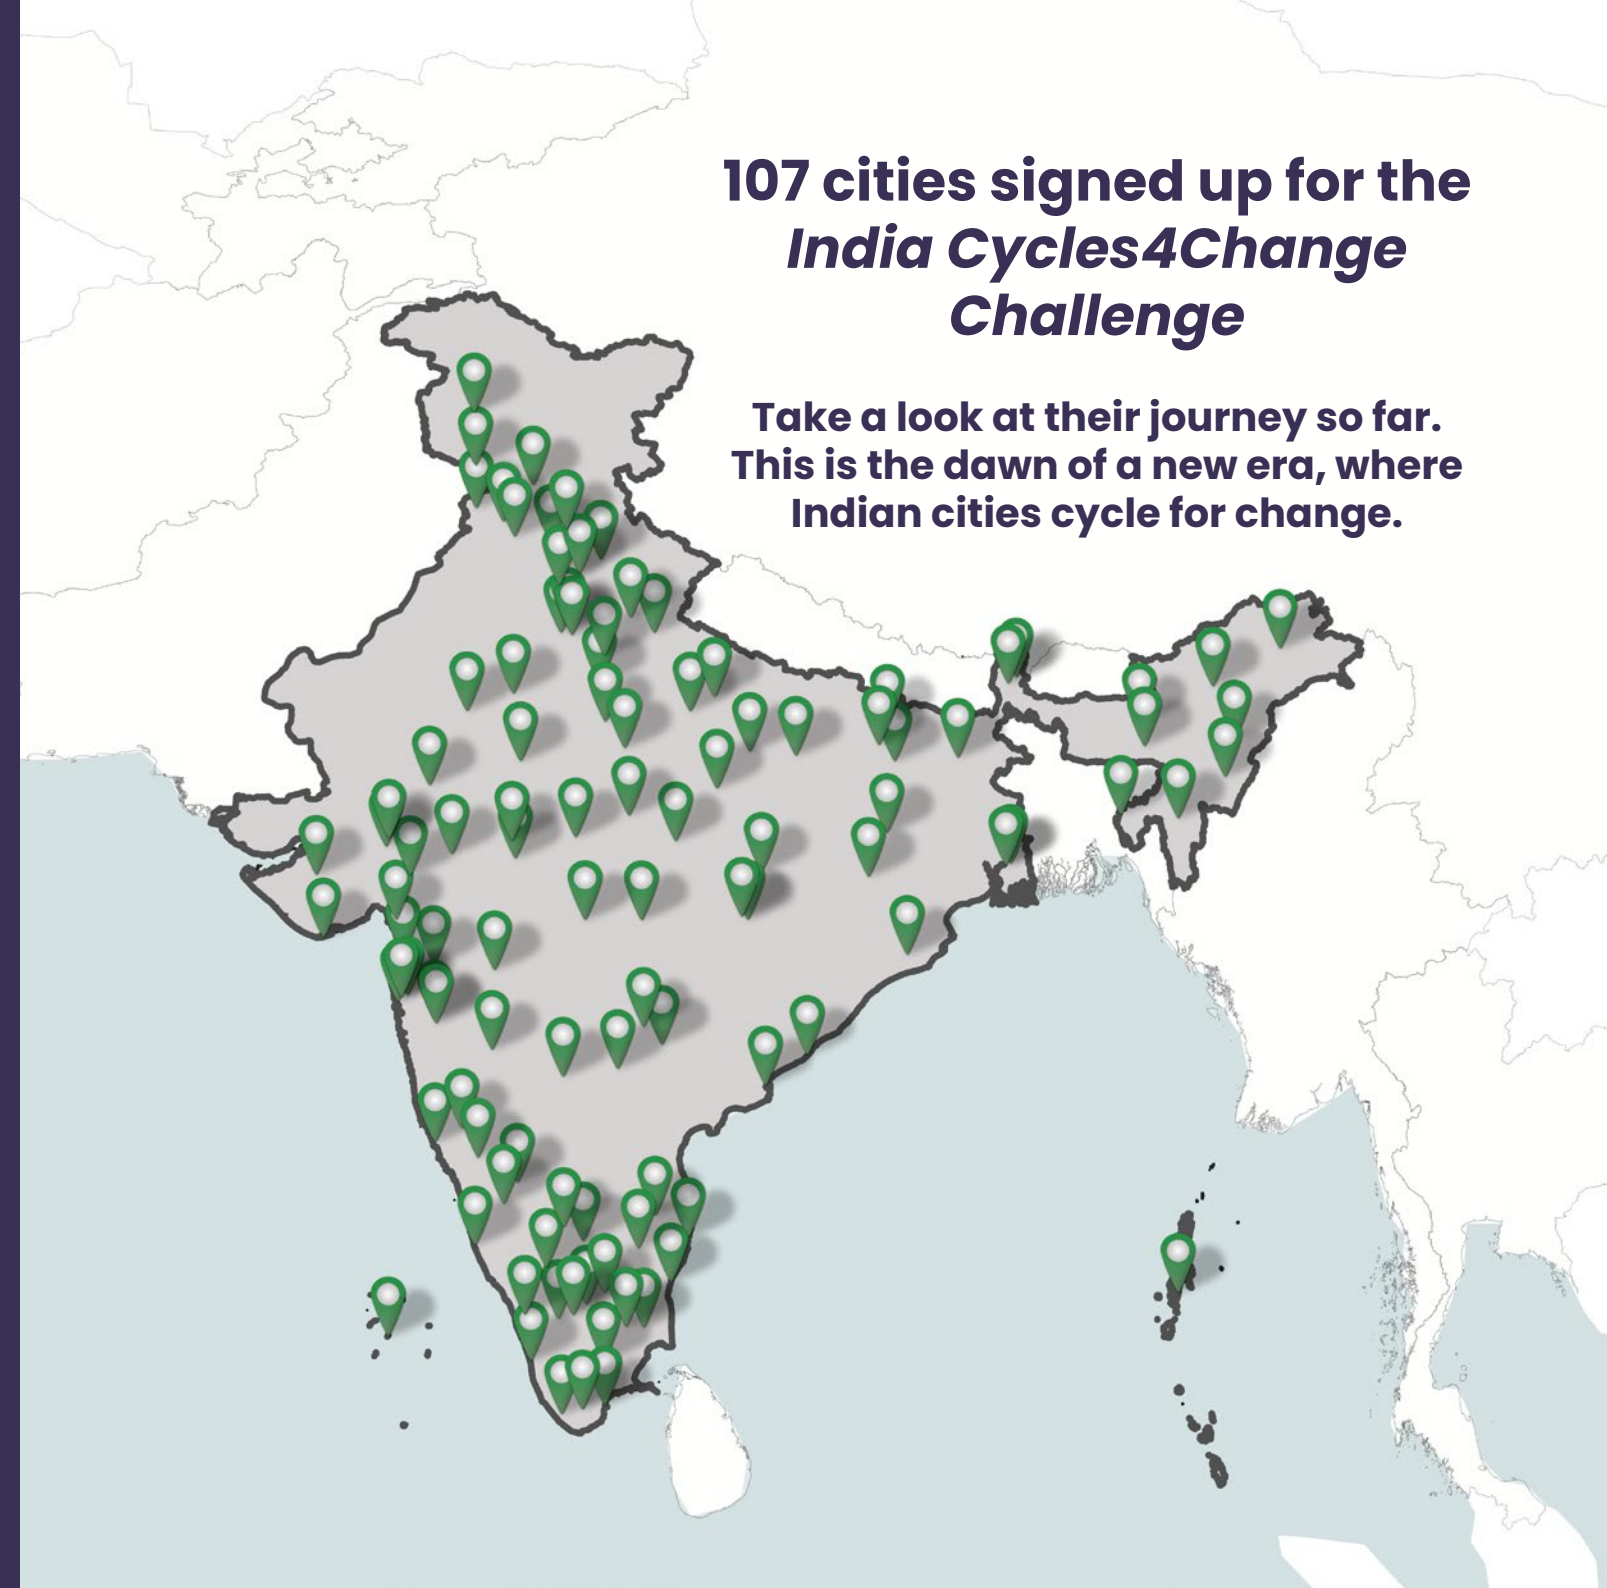 107 cities signed up for the
India Cycles4Change
Challenge
Take a look at their journey so far.
This is the dawn of a new era, where
Indian cities cycle for change.